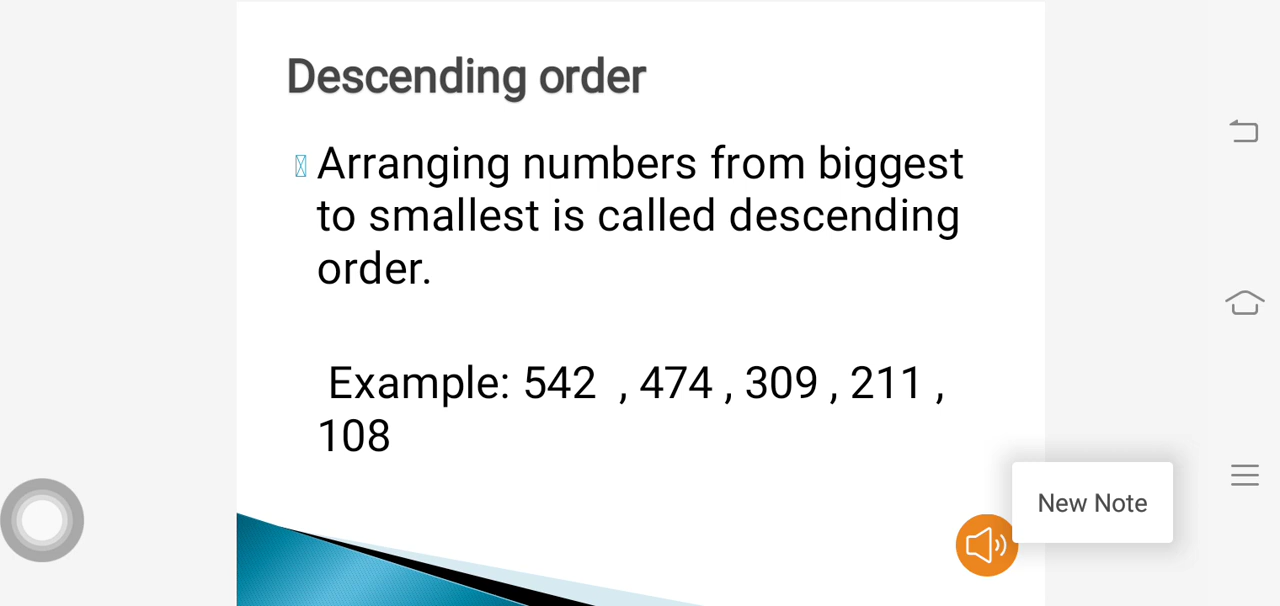 Descending order
Arranging numbers from biggest
to smallest is called descending
order.
Example: 542 , 474 , 309 , 211 ,
108
New Note